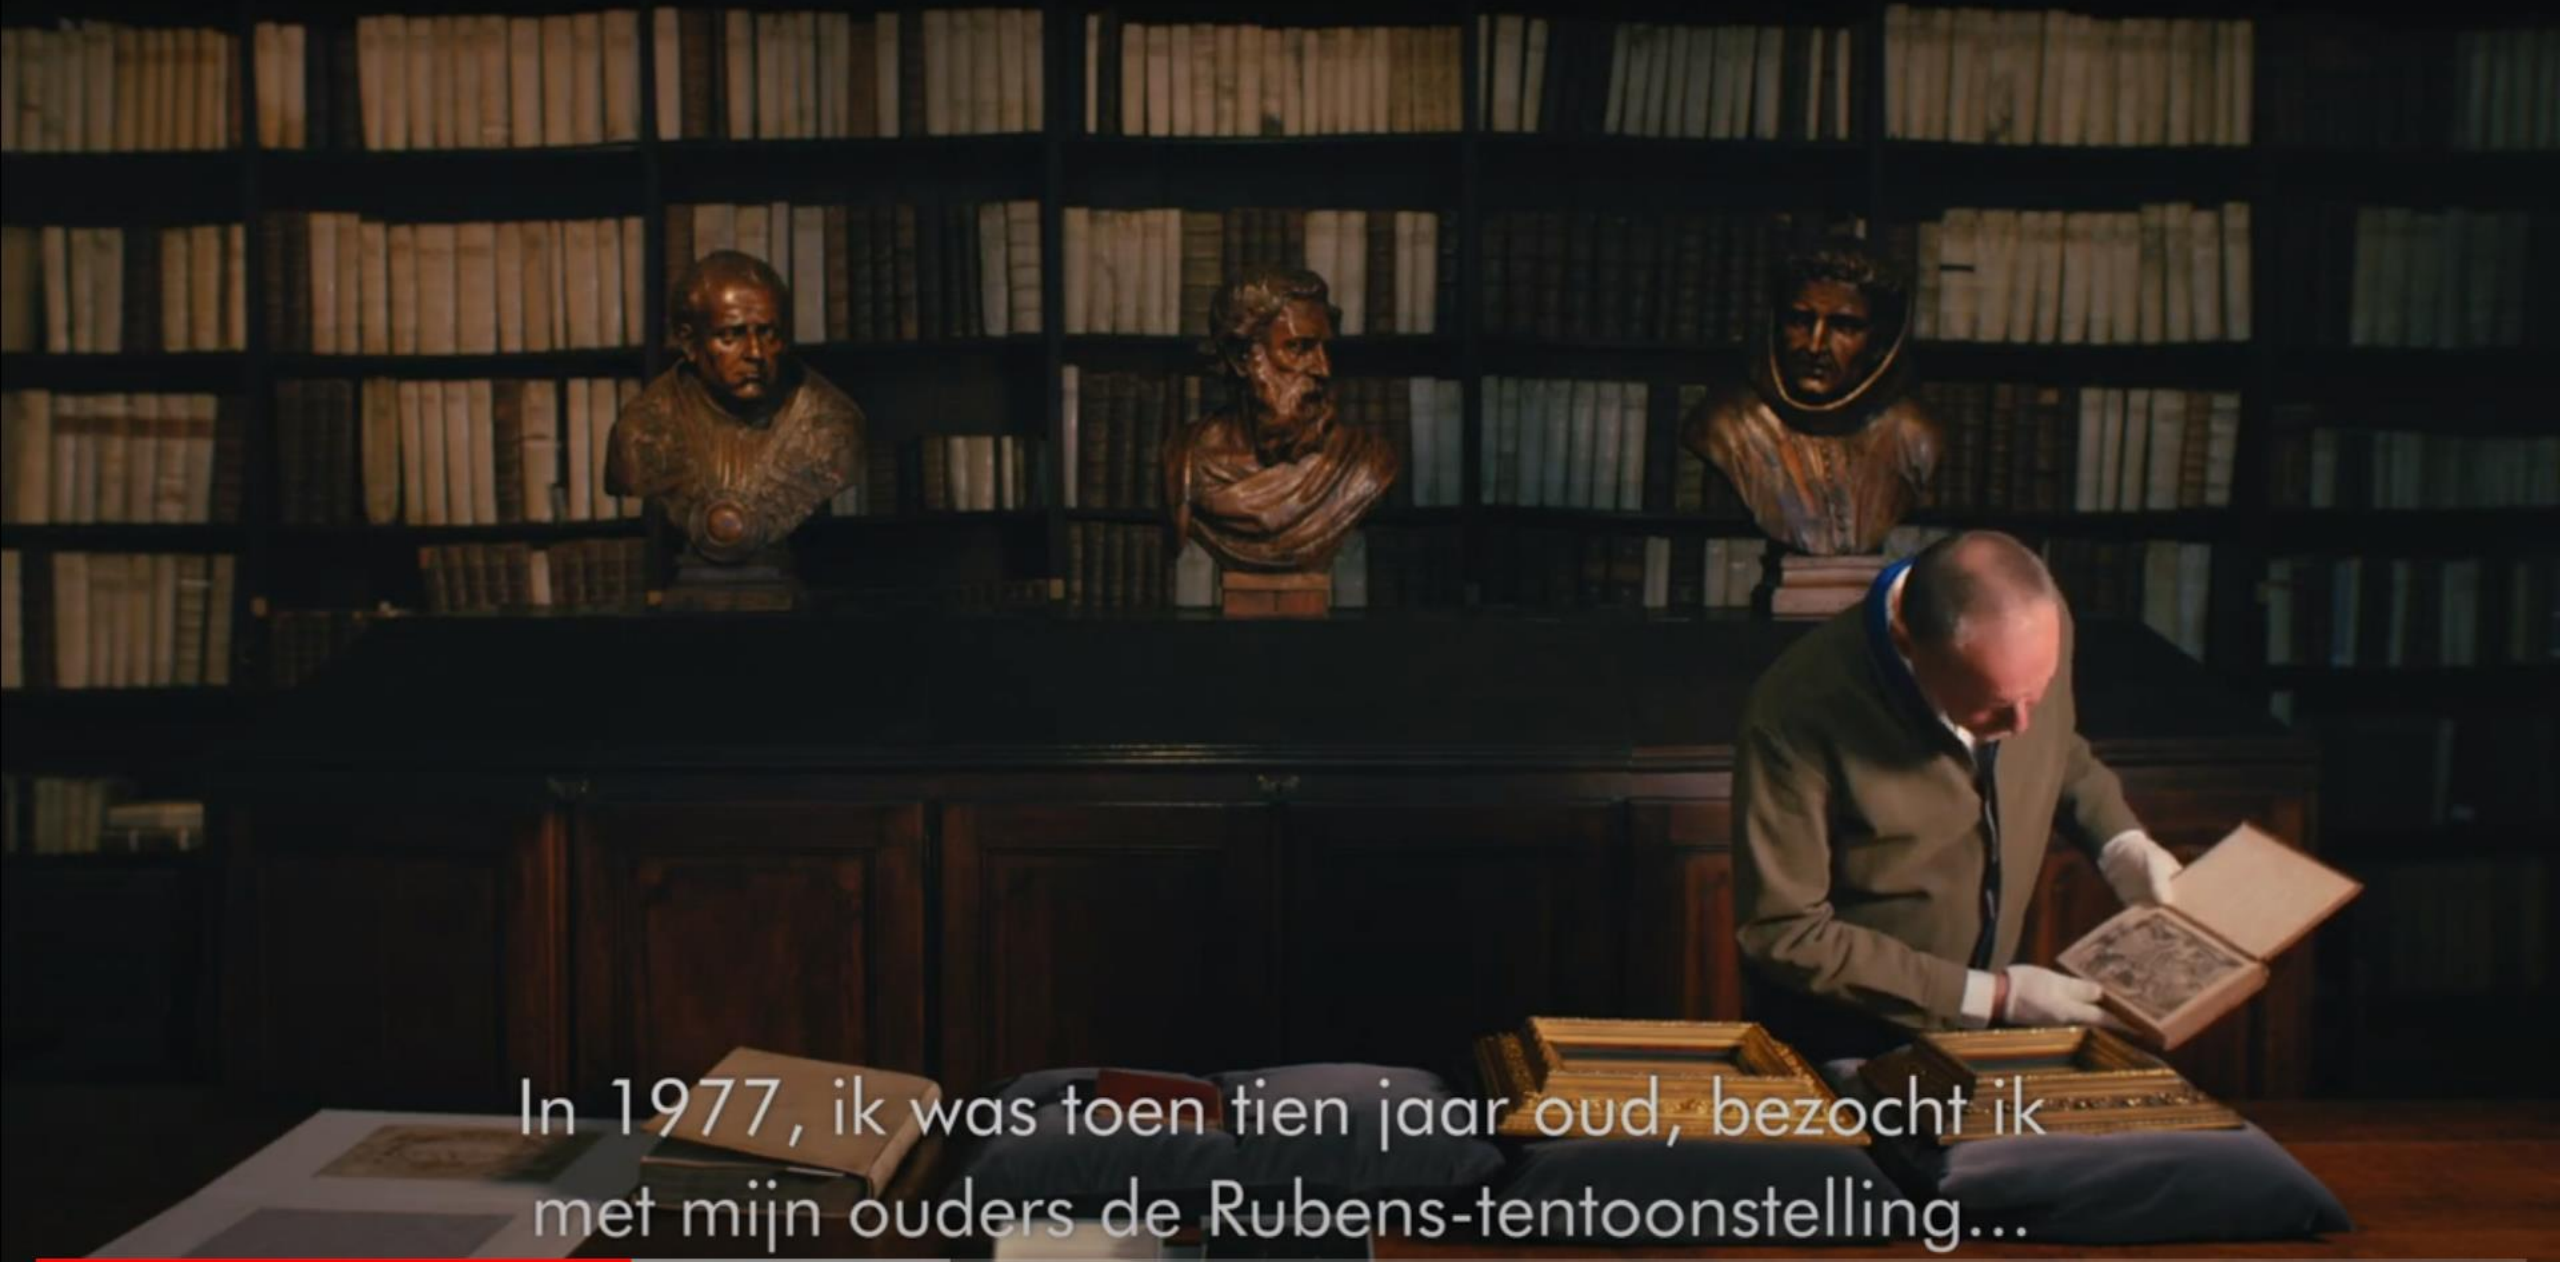 In 1977, ik was toen tien jaar oud, bezocht ik
met mijn ouders de Rubens-tentoonstelling...